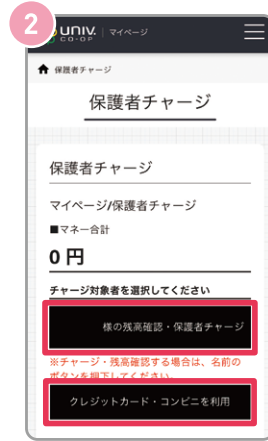 2
UNIV. CO-OP マイページ
保護者チャージ
保護者チャージ
保護者チャージ
マイページ/保護者チャージ
■マネー合計
0 円
チャージ対象者を選択してください
様の残高確認・保護者チャージ
※チャージ・残高確認する場合は、名前の
ボタンを押下してください。
クレジットカード・コンビニを利用